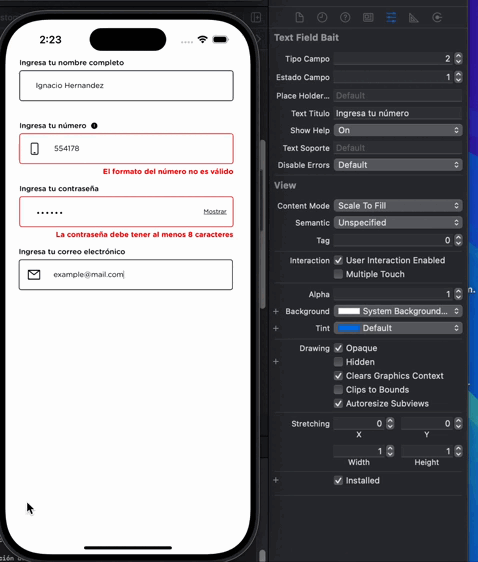 2:23
Ingresa tu nombre completo
Ignacio Hernandez
Ingresa tu número
554178
El formato del número no es válido
Ingresa tu contraseña
••••••
Mostrar
La contraseña debe tener al menos 8 caracteres
Ingresa tu correo electrónico
example@mail.com
Text Field Bait
Tipo Campo 2
Estado Campo 1
Place Holder... Default
Text Titulo Ingresa tu número
Show Help On
Text Soporte Default
Disable Errors Default
View
Content Mode Scale To Fill
Semantic Unspecified
Tag 0
Interaction User Interaction Enabled
Multiple Touch
Alpha 1
+ Background System Background...
+ Tint Default
Drawing Opaque
+ Hidden
Clears Graphics Context
Clips to Bounds
Autoresize Subviews
Stretching 0 0
X Y
1 1
Width Height
+ Installed